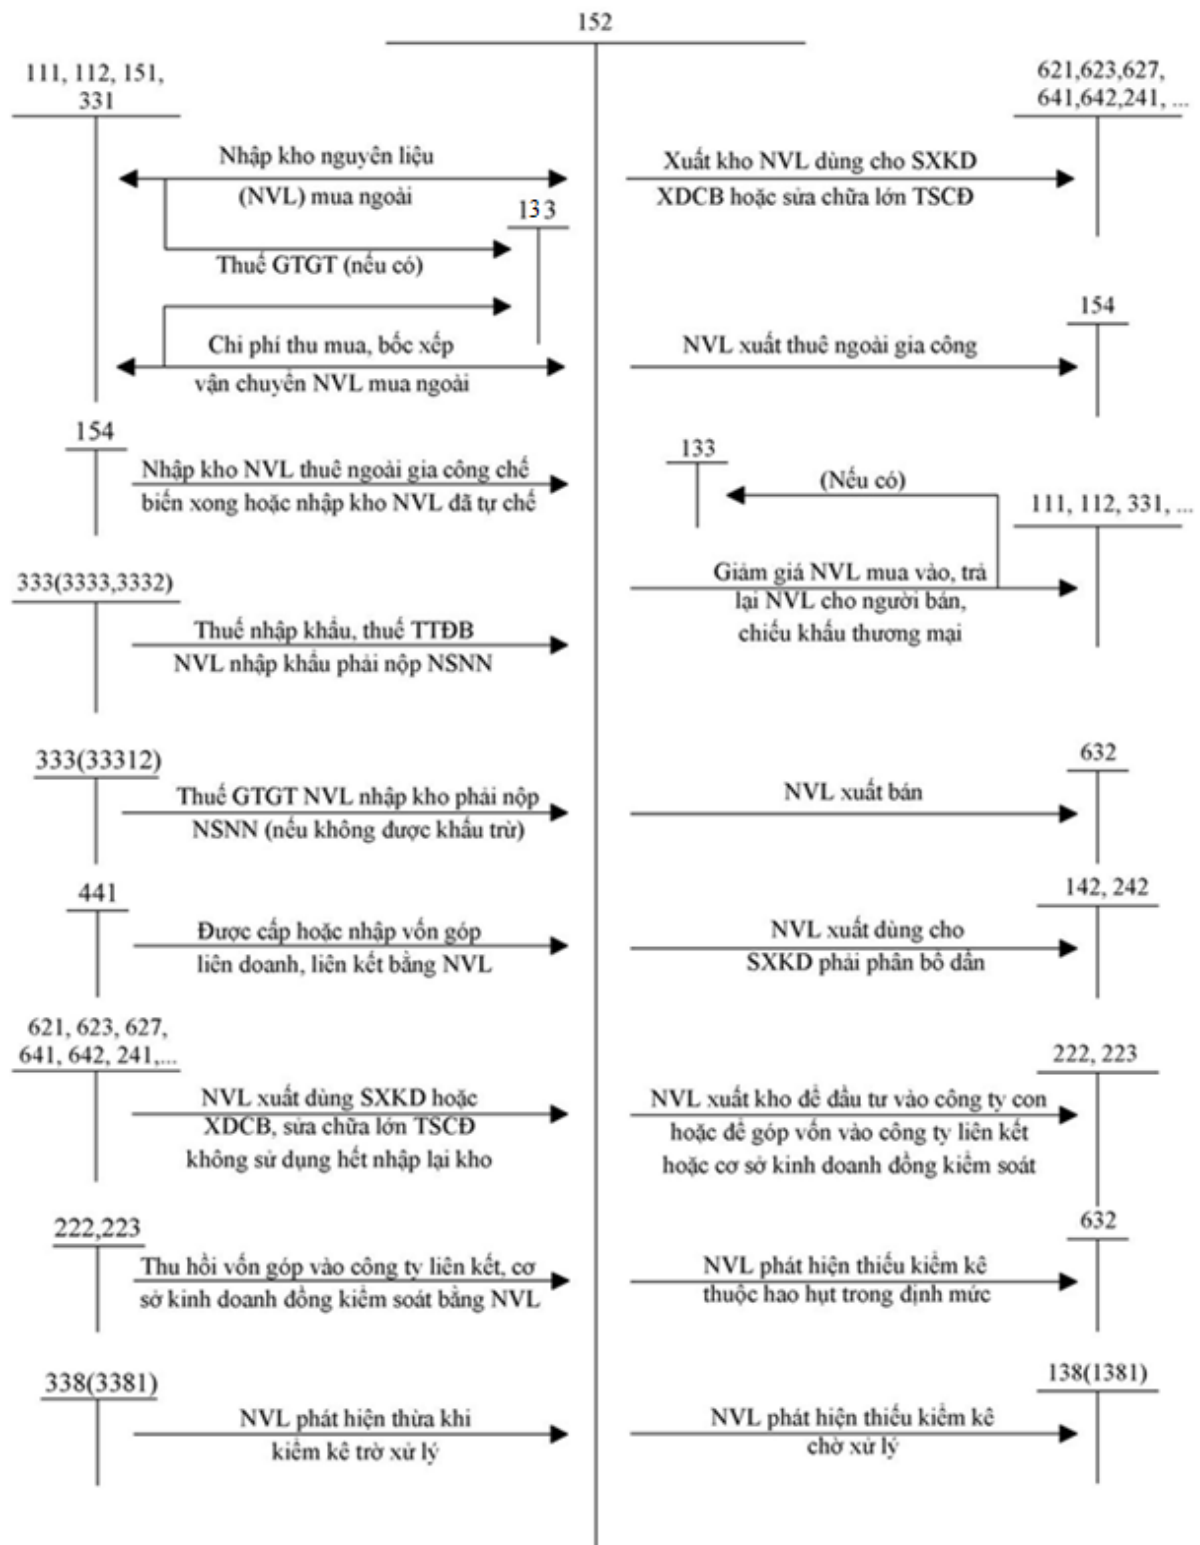 152
111, 112, 151,
331
Nhập kho nguyên liệu
(NVL) mua ngoài
133
Thuế GTGT (nếu có)
Chi phí thu mua, bốc xếp
vận chuyển NVL mua ngoài
154
Nhập kho NVL thuê ngoài gia công chế
biến xong hoặc nhập kho NVL đã tự chế
333(3333,3332)
Thuế nhập khẩu, thuế TTĐB
NVL nhập khẩu phải nộp NSNN
333(33312)
Thuế GTGT NVL nhập kho phải nộp
NSNN (nếu không được khấu trừ)
441
Được cấp hoặc nhập vốn góp
liên doanh, liên kết bằng NVL
621, 623, 627,
641, 642, 241,...
NVL xuất dùng SXKD hoặc
XDCB, sửa chữa lớn TSCĐ
không sử dụng hết nhập lại kho
222,223
Thu hồi vốn góp vào công ty liên kết, cơ
sở kinh doanh đồng kiểm soát bằng NVL
338(3381)
NVL phát hiện thừa khi
kiểm kê trờ xử lý
621,623,627,
641,642,241, ...
Xuất kho NVL dùng cho SXKD
XDCB hoặc sửa chữa lớn TSCĐ
154
NVL xuất thuê ngoài gia công
133
(Nếu có)
111, 112, 331, ...
Giảm giá NVL mua vào, trả
lại NVL cho người bán,
chiếu khấu thương mại
632
NVL xuất bán
142, 242
NVL xuất dùng cho
SXKD phải phân bổ dần
222, 223
NVL xuất kho để đầu tư vào công ty con
hoặc để góp vốn vào công ty liên kết
hoặc cơ sở kinh doanh đồng kiểm soát
632
NVL phát hiện thiếu kiểm kê
thuộc hao hụt trong định mức
138(1381)
NVL phát hiện thiếu kiểm kê
chờ xử lý